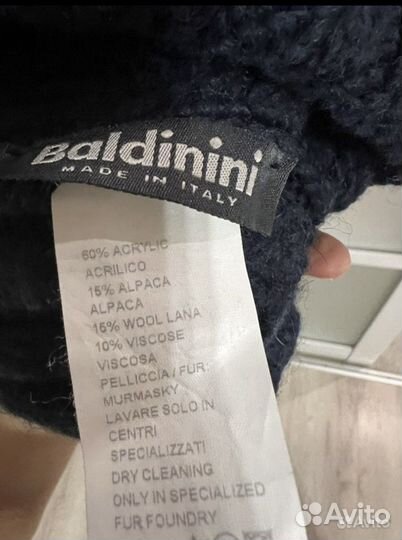 Baldinini
MADE IN ITALY
60% ACRYLIC
ACRILICO
15% ALPACA
ALPACA
15% WOOL LANA
10% VISCOSE
VISCOSA
PELLICCIA / FUR:
MURMASKY
LAVARE SOLO IN
CENTRI
SPECIALIZZATI
DRY CLEANING
ONLY IN SPECIALIZED
FUR FOUNDRY
Avito